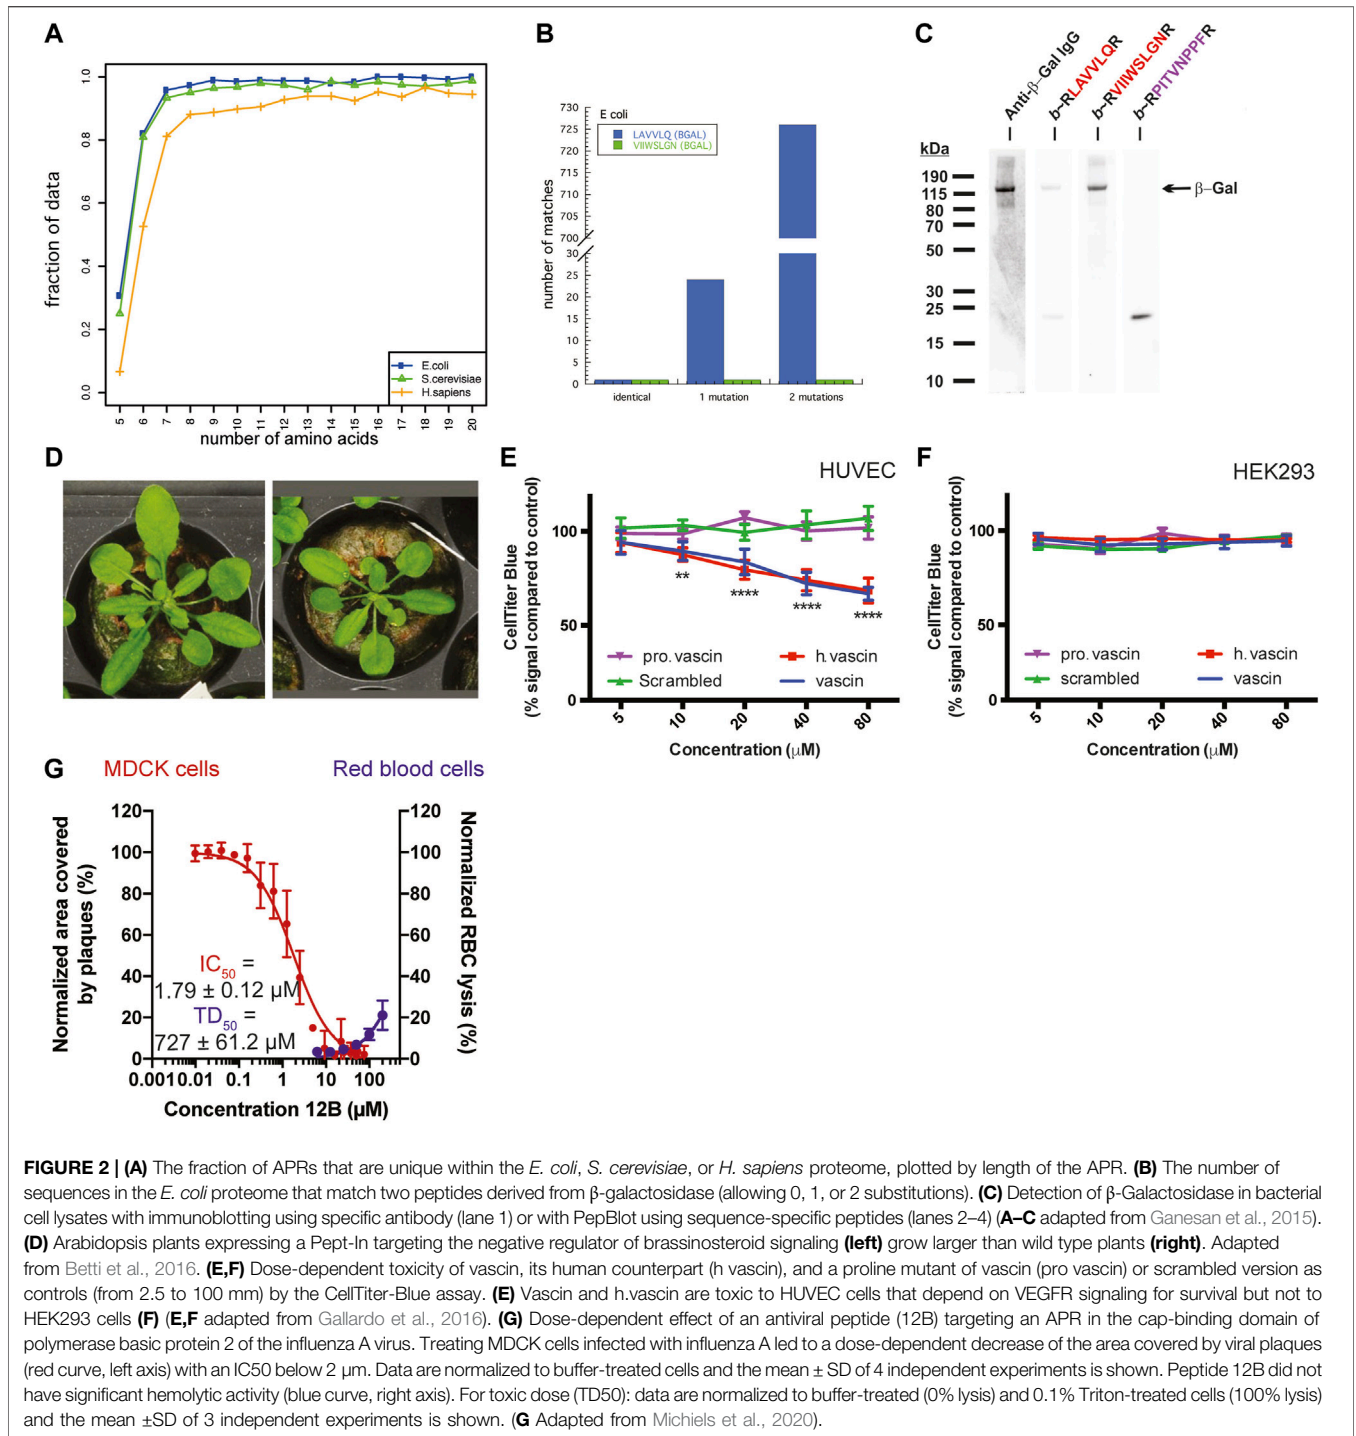 A
fraction of data
1.0
0.8
0.6
0.4
0.2
0.0
E.coli
S.cerevisiae
H.sapiens
5 6 7 8 9 10 11 12 13 14 15 16 17 18 19 20
number of amino acids
B
E coli
LAVVLQ (BGAL)
VIIWSLGN (BGAL)
number of matches
730
725
720
715
710
705
700
30
25
20
15
10
5
0
identical 1 mutation 2 mutations
C
Anti-β-Gal IgG
b~RLAVVLQR
b~RVIIWSLGNR
b~RPITVNPPFR
kDa
190
115
80
70
50
30
25
15
10
β-Gal
D
E
HUVEC
CellTiter Blue
(% signal compared to control)
100
50
0
**
****
****
****
pro.vascin h.vascin
Scrambled vascin
5 10 20 40 80
Concentration (μM)
F
HEK293
CellTiter Blue
(% signal compared to control)
100
50
0
pro.vascin h.vascin
scrambled vascin
5 10 20 40 80
Concentration (μM)
G
MDCK cells Red blood cells
Normalized area covered
by plaques (%)
120
100
80
60
40
20
0
IC50 =
1.79 ± 0.12 μM
TD50 =
727 ± 61.2 μM
120
100
80
60
40
20
0
Normalized RBC
lysis (%)
0.001 0.01 0.1 1 10 100
Concentration 12B (μM)
FIGURE 2 | (A) The fraction of APRs that are unique within the E. coli, S. cerevisiae, or H. sapiens proteome, plotted by length of the APR. (B) The number of
sequences in the E. coli proteome that match two peptides derived from β-galactosidase (allowing 0, 1, or 2 substitutions). (C) Detection of β-Galactosidase in bacterial
cell lysates with immunoblotting using specific antibody (lane 1) or with PepBlot using sequence-specific peptides (lanes 2–4) (A–C adapted from Ganesan et al., 2015).
(D) Arabidopsis plants expressing a Pept-In targeting the negative regulator of brassinosteroid signaling (left) grow larger than wild type plants (right). Adapted
from Betti et al., 2016. (E,F) Dose-dependent toxicity of vascin, its human counterpart (h vascin), and a proline mutant of vascin (pro vascin) or scrambled version as
controls (from 2.5 to 100 mm) by the CellTiter-Blue assay. (E) Vascin and h.vascin are toxic to HUVEC cells that depend on VEGFR signaling for survival but not to
HEK293 cells (F) (E,F adapted from Gallardo et al., 2016). (G) Dose-dependent effect of an antiviral peptide (12B) targeting an APR in the cap-binding domain of
polymerase basic protein 2 of the influenza A virus. Treating MDCK cells infected with influenza A led to a dose-dependent decrease of the area covered by viral plaques
(red curve, left axis) with an IC50 below 2 μm. Data are normalized to buffer-treated cells and the mean ± SD of 4 independent experiments is shown. Peptide 12B did not
have significant hemolytic activity (blue curve, right axis). For toxic dose (TD50): data are normalized to buffer-treated (0% lysis) and 0.1% Triton-treated cells (100% lysis)
and the mean ±SD of 3 independent experiments is shown. (G Adapted from Michiels et al., 2020).